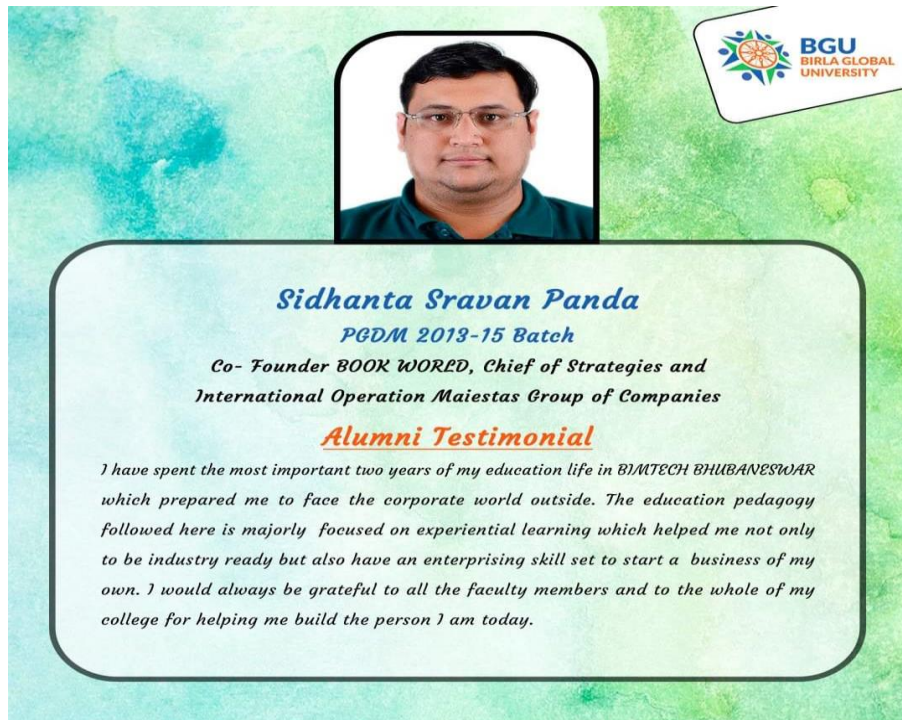 BGU
BIRLA GLOBAL
UNIVERSITY
Sidhanta Sravan Panda
PGDM 2013-15 Batch
Co- Founder BOOK WORLD, Chief of Strategies and
International Operation Maiestas Group of Companies
Alumni Testimonial
I have spent the most important two years of my education life in BIMTECH BHUBANESWAR
which prepared me to face the corporate world outside. The education pedagogy
followed here is majorly focused on experiential learning which helped me not only
to be industry ready but also have an enterprising skill set to start a business of my
own. I would always be grateful to all the faculty members and to the whole of my
college for helping me build the person I am today.